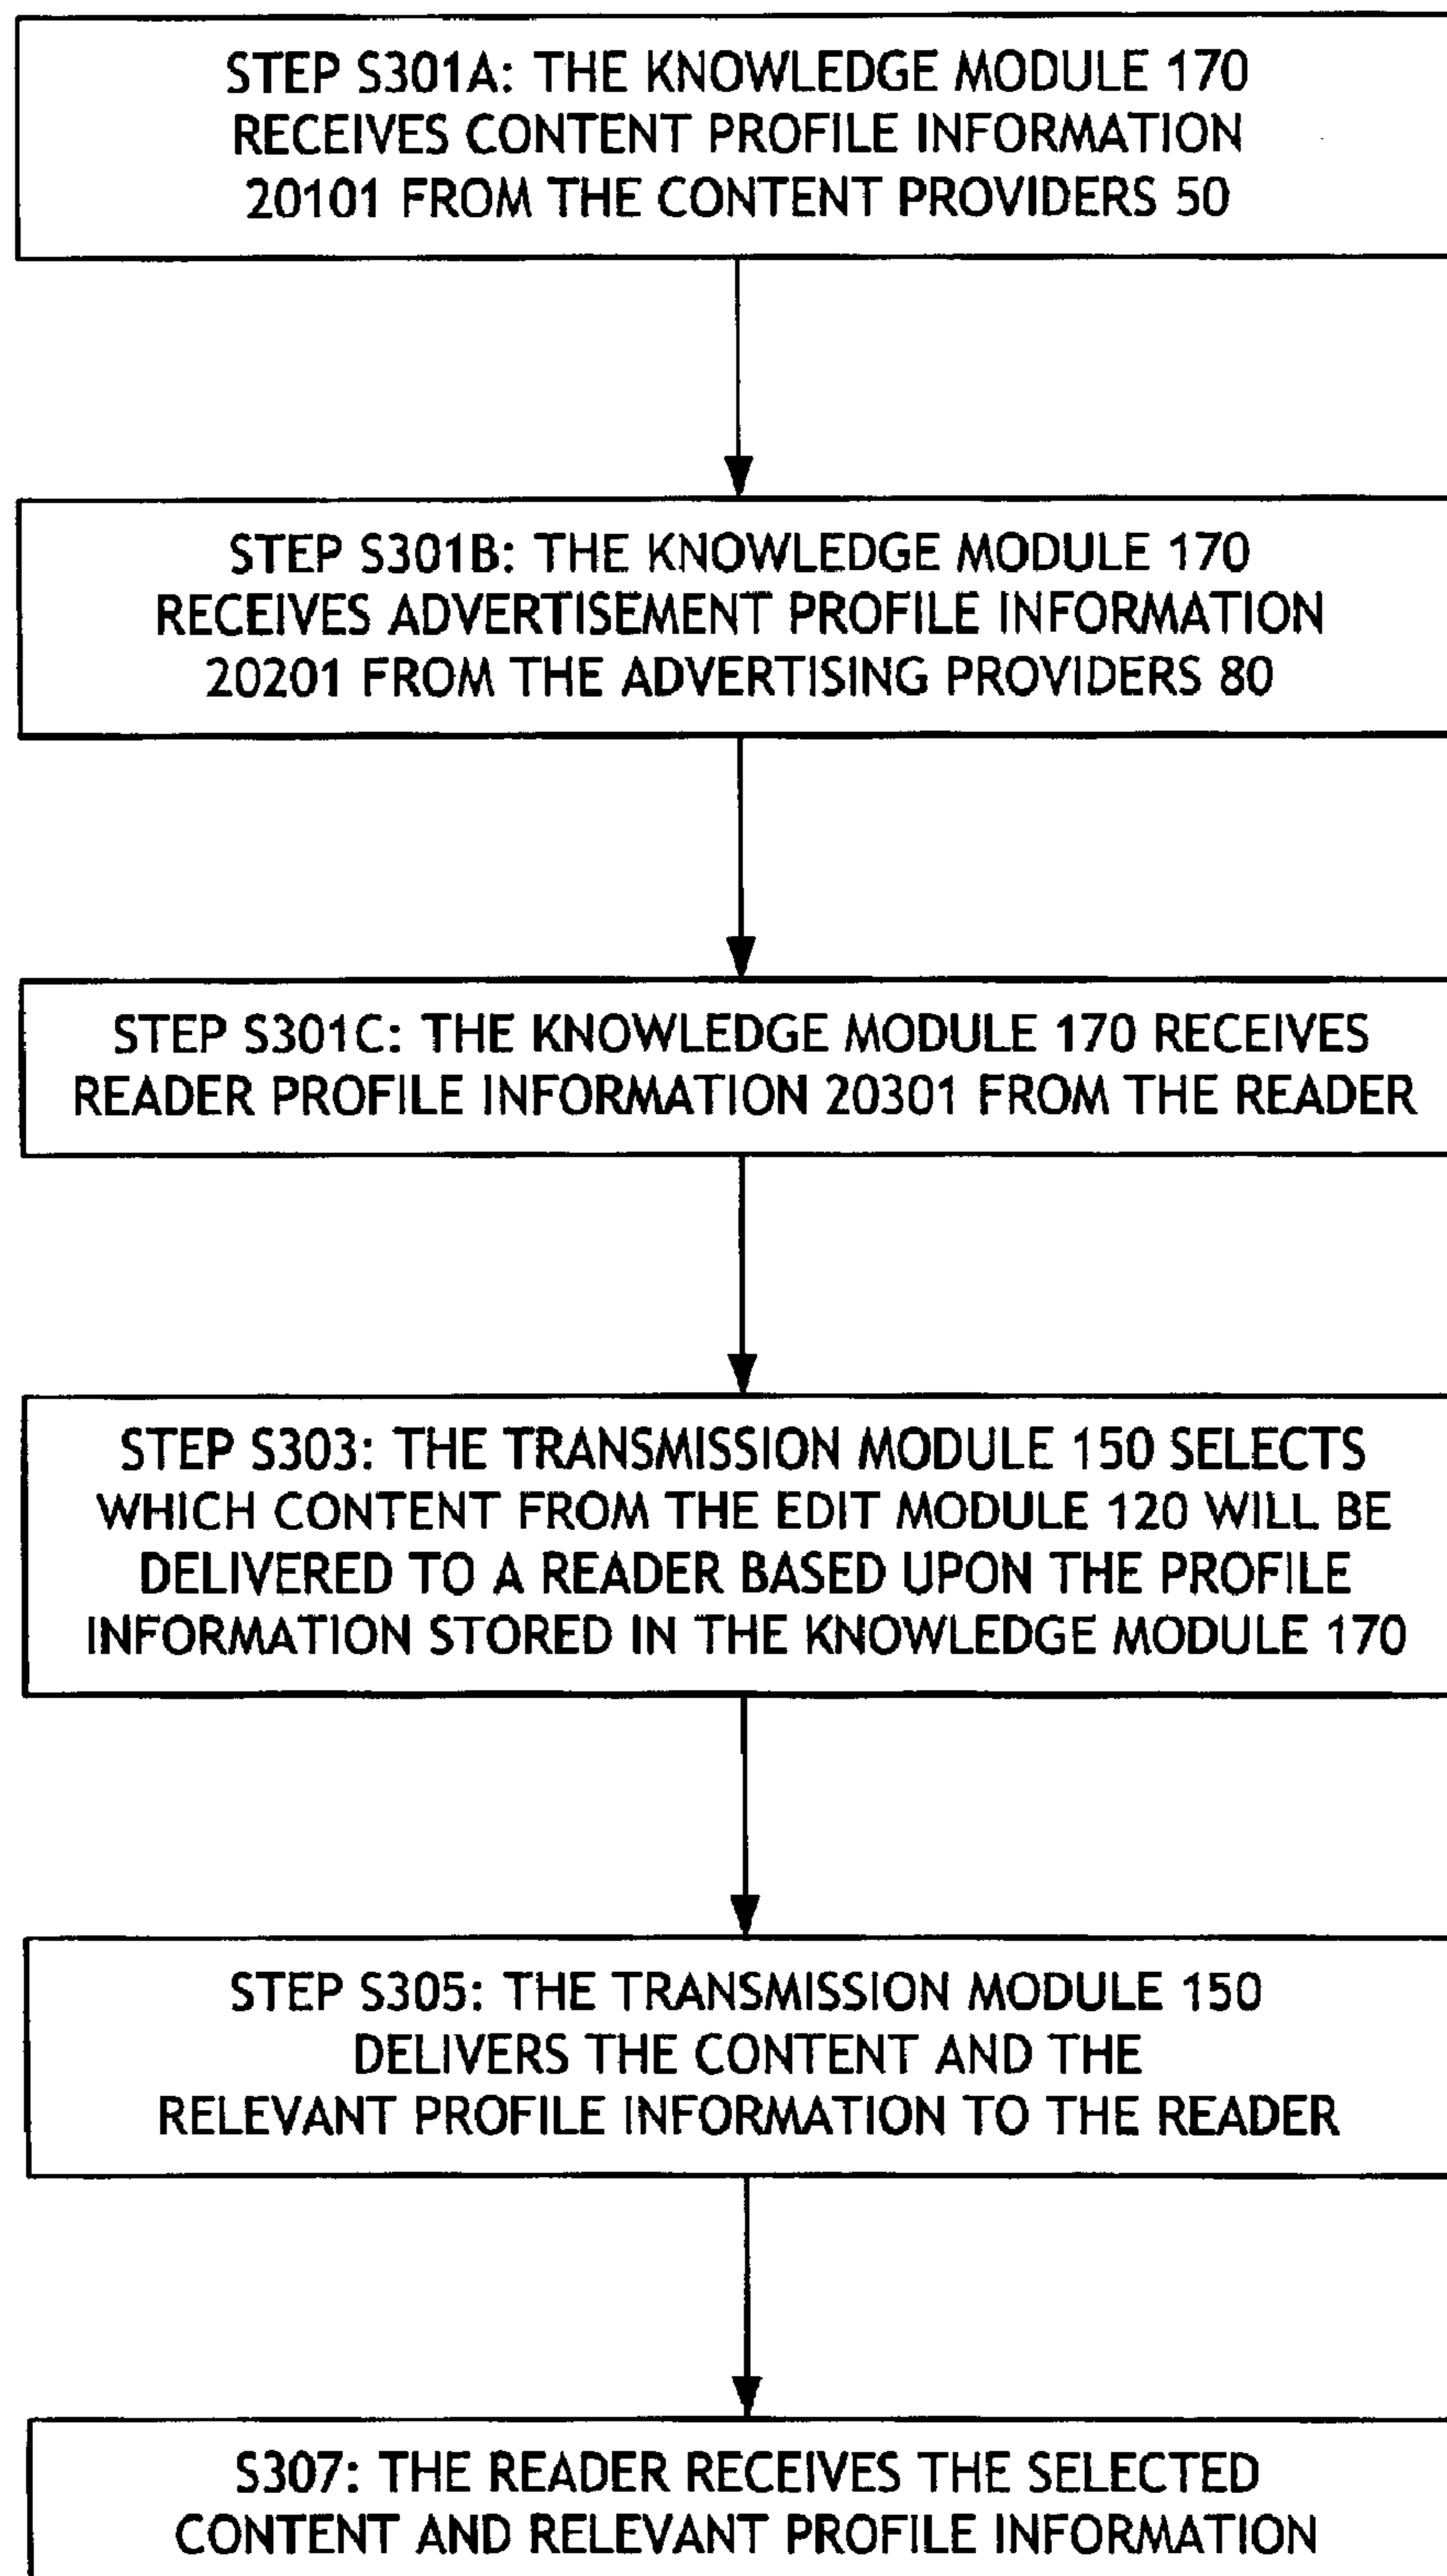 STEP S301A: THE KNOWLEDGE MODULE 170
RECEIVES CONTENT PROFILE INFORMATION
20101 FROM THE CONTENT PROVIDERS 50
STEP S301B: THE KNOWLEDGE MODULE 170
RECEIVES ADVERTISEMENT PROFILE INFORMATION
20201 FROM THE ADVERTISING PROVIDERS 80
STEP S301C: THE KNOWLEDGE MODULE 170 RECEIVES
READER PROFILE INFORMATION 20301 FROM THE READER
STEP S303: THE TRANSMISSION MODULE 150 SELECTS
WHICH CONTENT FROM THE EDIT MODULE 120 WILL BE
DELIVERED TO A READER BASED UPON THE PROFILE
INFORMATION STORED IN THE KNOWLEDGE MODULE 170
STEP S305: THE TRANSMISSION MODULE 150
DELIVERS THE CONTENT AND THE
RELEVANT PROFILE INFORMATION TO THE READER
S307: THE READER RECEIVES THE SELECTED
CONTENT AND RELEVANT PROFILE INFORMATION